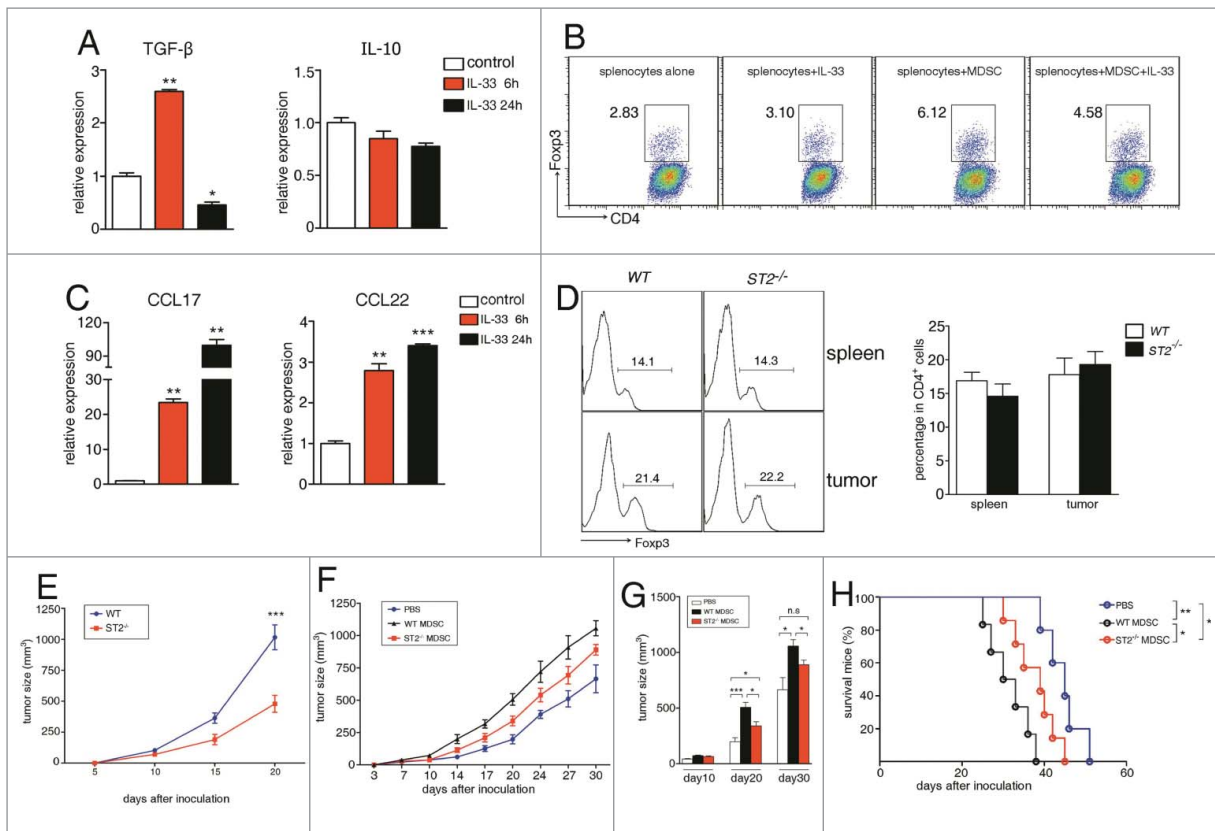 A
TGF-β
IL-10
relative expression
3
2
1
0
**
*
relative expression
1.5
1.0
0.5
0
control
IL-33 6h
IL-33 24h
B
splenocytes alone
splenocytes+IL-33
splenocytes+MDSC
splenocytes+MDSC+IL-33
2.83
3.10
6.12
4.58
Foxp3
CD4
C
CCL17
CCL22
relative expression
120
90
30
20
10
0
**
**
relative expression
4
3
2
1
0
**
***
control
IL-33 6h
IL-33 24h
D
WT
ST2-/-
14.1
14.3
spleen
21.4
22.2
tumor
Foxp3
percentage in CD4+ cells
25
20
15
10
5
0
spleen
tumor
WT
ST2-/-
E
WT
ST2-/-
***
tumor size (mm3)
1250
1000
750
500
250
0
5
10
15
20
days after inoculation
F
PBS
WT MDSC
ST2-/- MDSC
tumor size (mm3)
1250
1000
750
500
250
0
3
7
10
14
17
20
24
27
30
days after inoculation
G
PBS
WT MDSC
ST2-/- MDSC
tumor size (mm3)
1500
1000
500
0
*
***
*
n.s
*
*
day10
day20
day30
H
PBS
WT MDSC
ST2-/- MDSC
**
*
*
survival mice (%)
100
80
60
40
20
0
20
40
60
days after inoculation